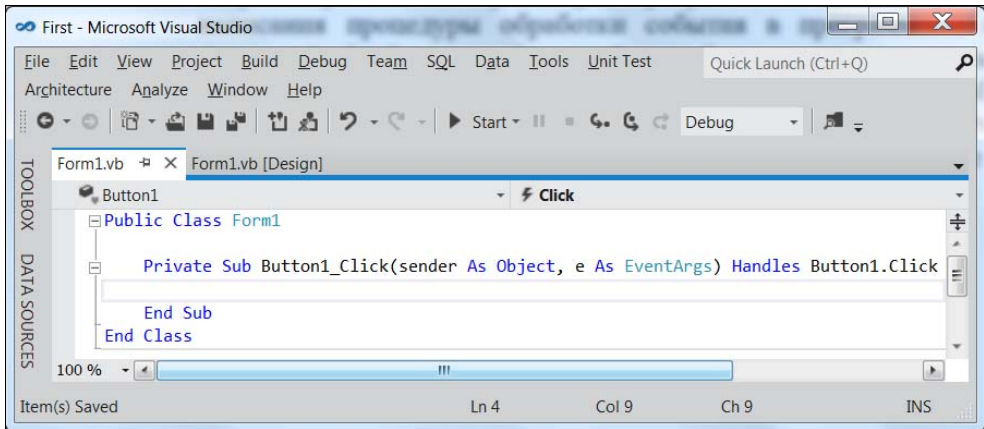 First - Microsoft Visual Studio
File Edit View Project Build Debug Team SQL Data Tools Unit Test Quick Launch (Ctrl+Q)
Architecture Analyze Window Help
Start Debug
TOOLBOX
DATA SOURCES
Form1.vb Form1.vb [Design]
Button1 Click
Public Class Form1
Private Sub Button1_Click(sender As Object, e As EventArgs) Handles Button1.Click
End Sub
End Class
100 %
Item(s) Saved Ln 4 Col 9 Ch 9 INS